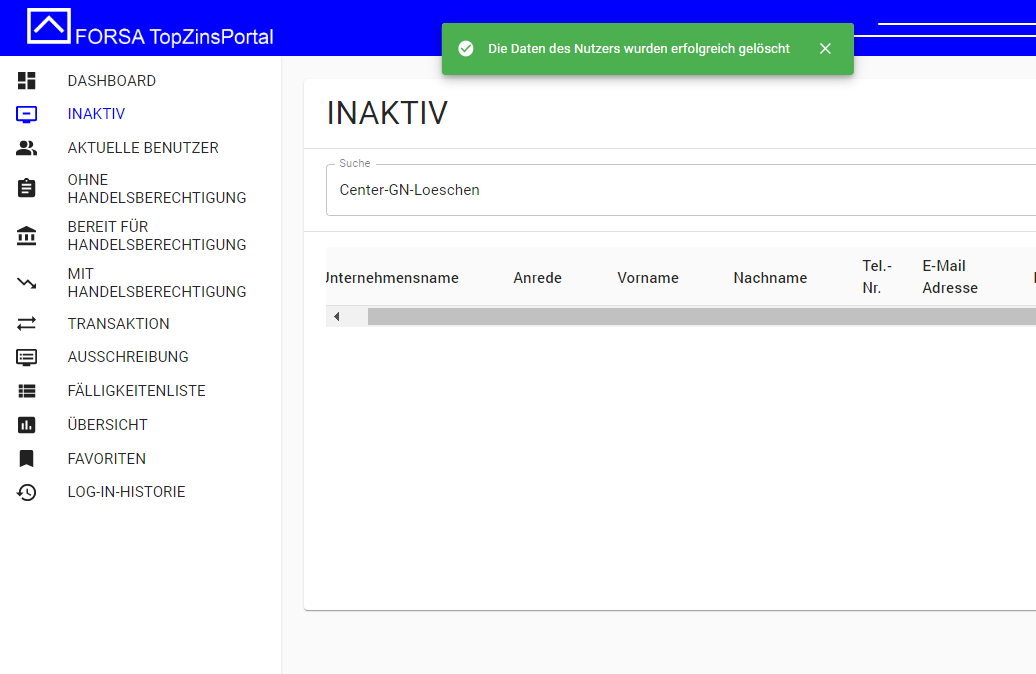 FORSA TopZinsPortal
Die Daten des Nutzers wurden erfolgreich gelöscht
DASHBOARD
INAKTIV
AKTUELLE BENUTZER
OHNE
HANDELSBERECHTIGUNG
BEREIT FÜR
HANDELSBERECHTIGUNG
MIT
HANDELSBERECHTIGUNG
TRANSAKTION
AUSSCHREIBUNG
FÄLLIGKEITENLISTE
ÜBERSICHT
FAVORITEN
LOG-IN-HISTORIE
INAKTIV
Suche
Center-GN-Loeschen
Unternehmensname Anrede Vorname Nachname Tel.-
Nr. E-Mail
Adresse